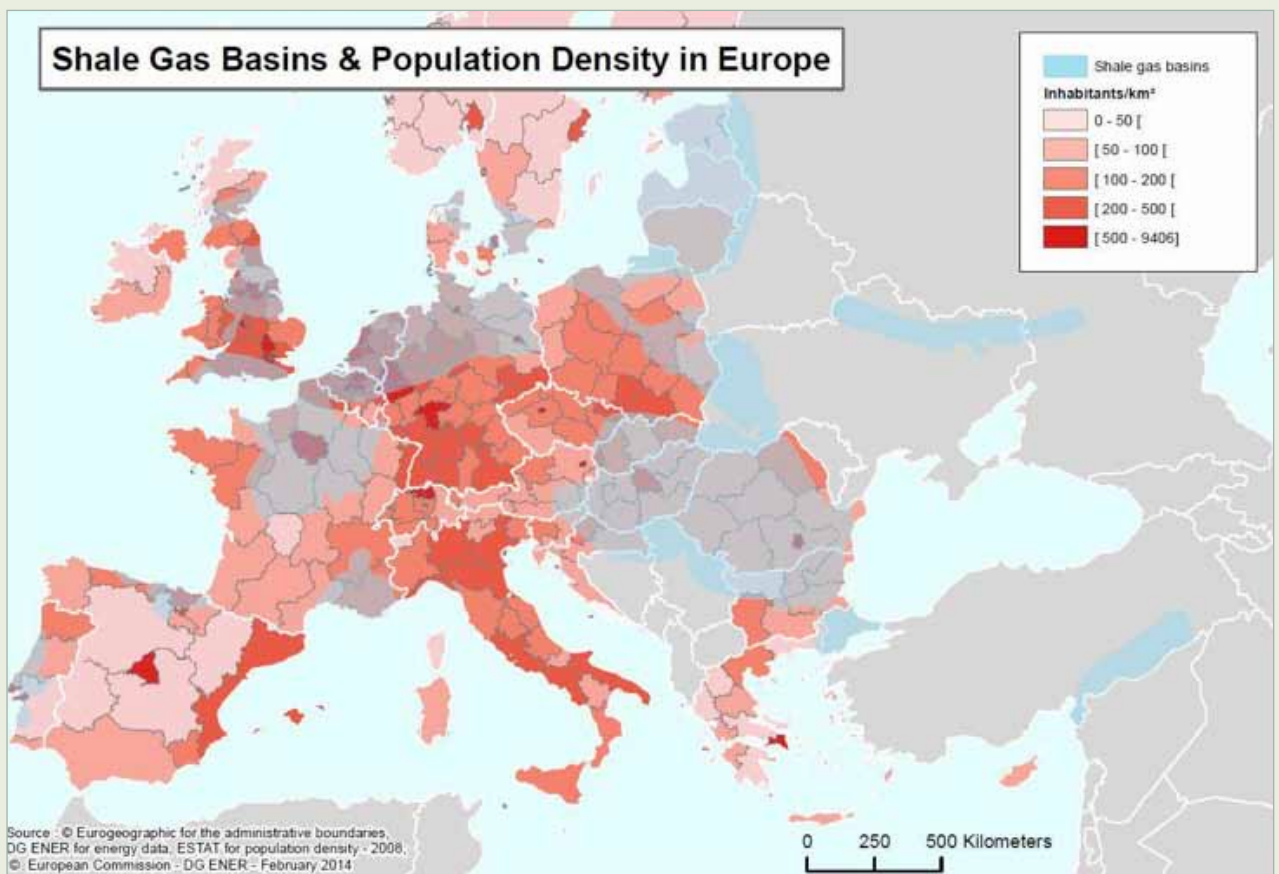 Shale Gas Basins & Population Density in Europe
Shale gas basins
Inhabitants/km²
0 - 50 [
[ 50 - 100 [
[ 100 - 200 [
[ 200 - 500 [
[ 500 - 9406]
Source : © Eurogeographic for the administrative boundaries,
DG ENER for energy data, ESTAT for population density - 2008,
© European Commission - DG ENER - February 2014
0 250 500 Kilometers